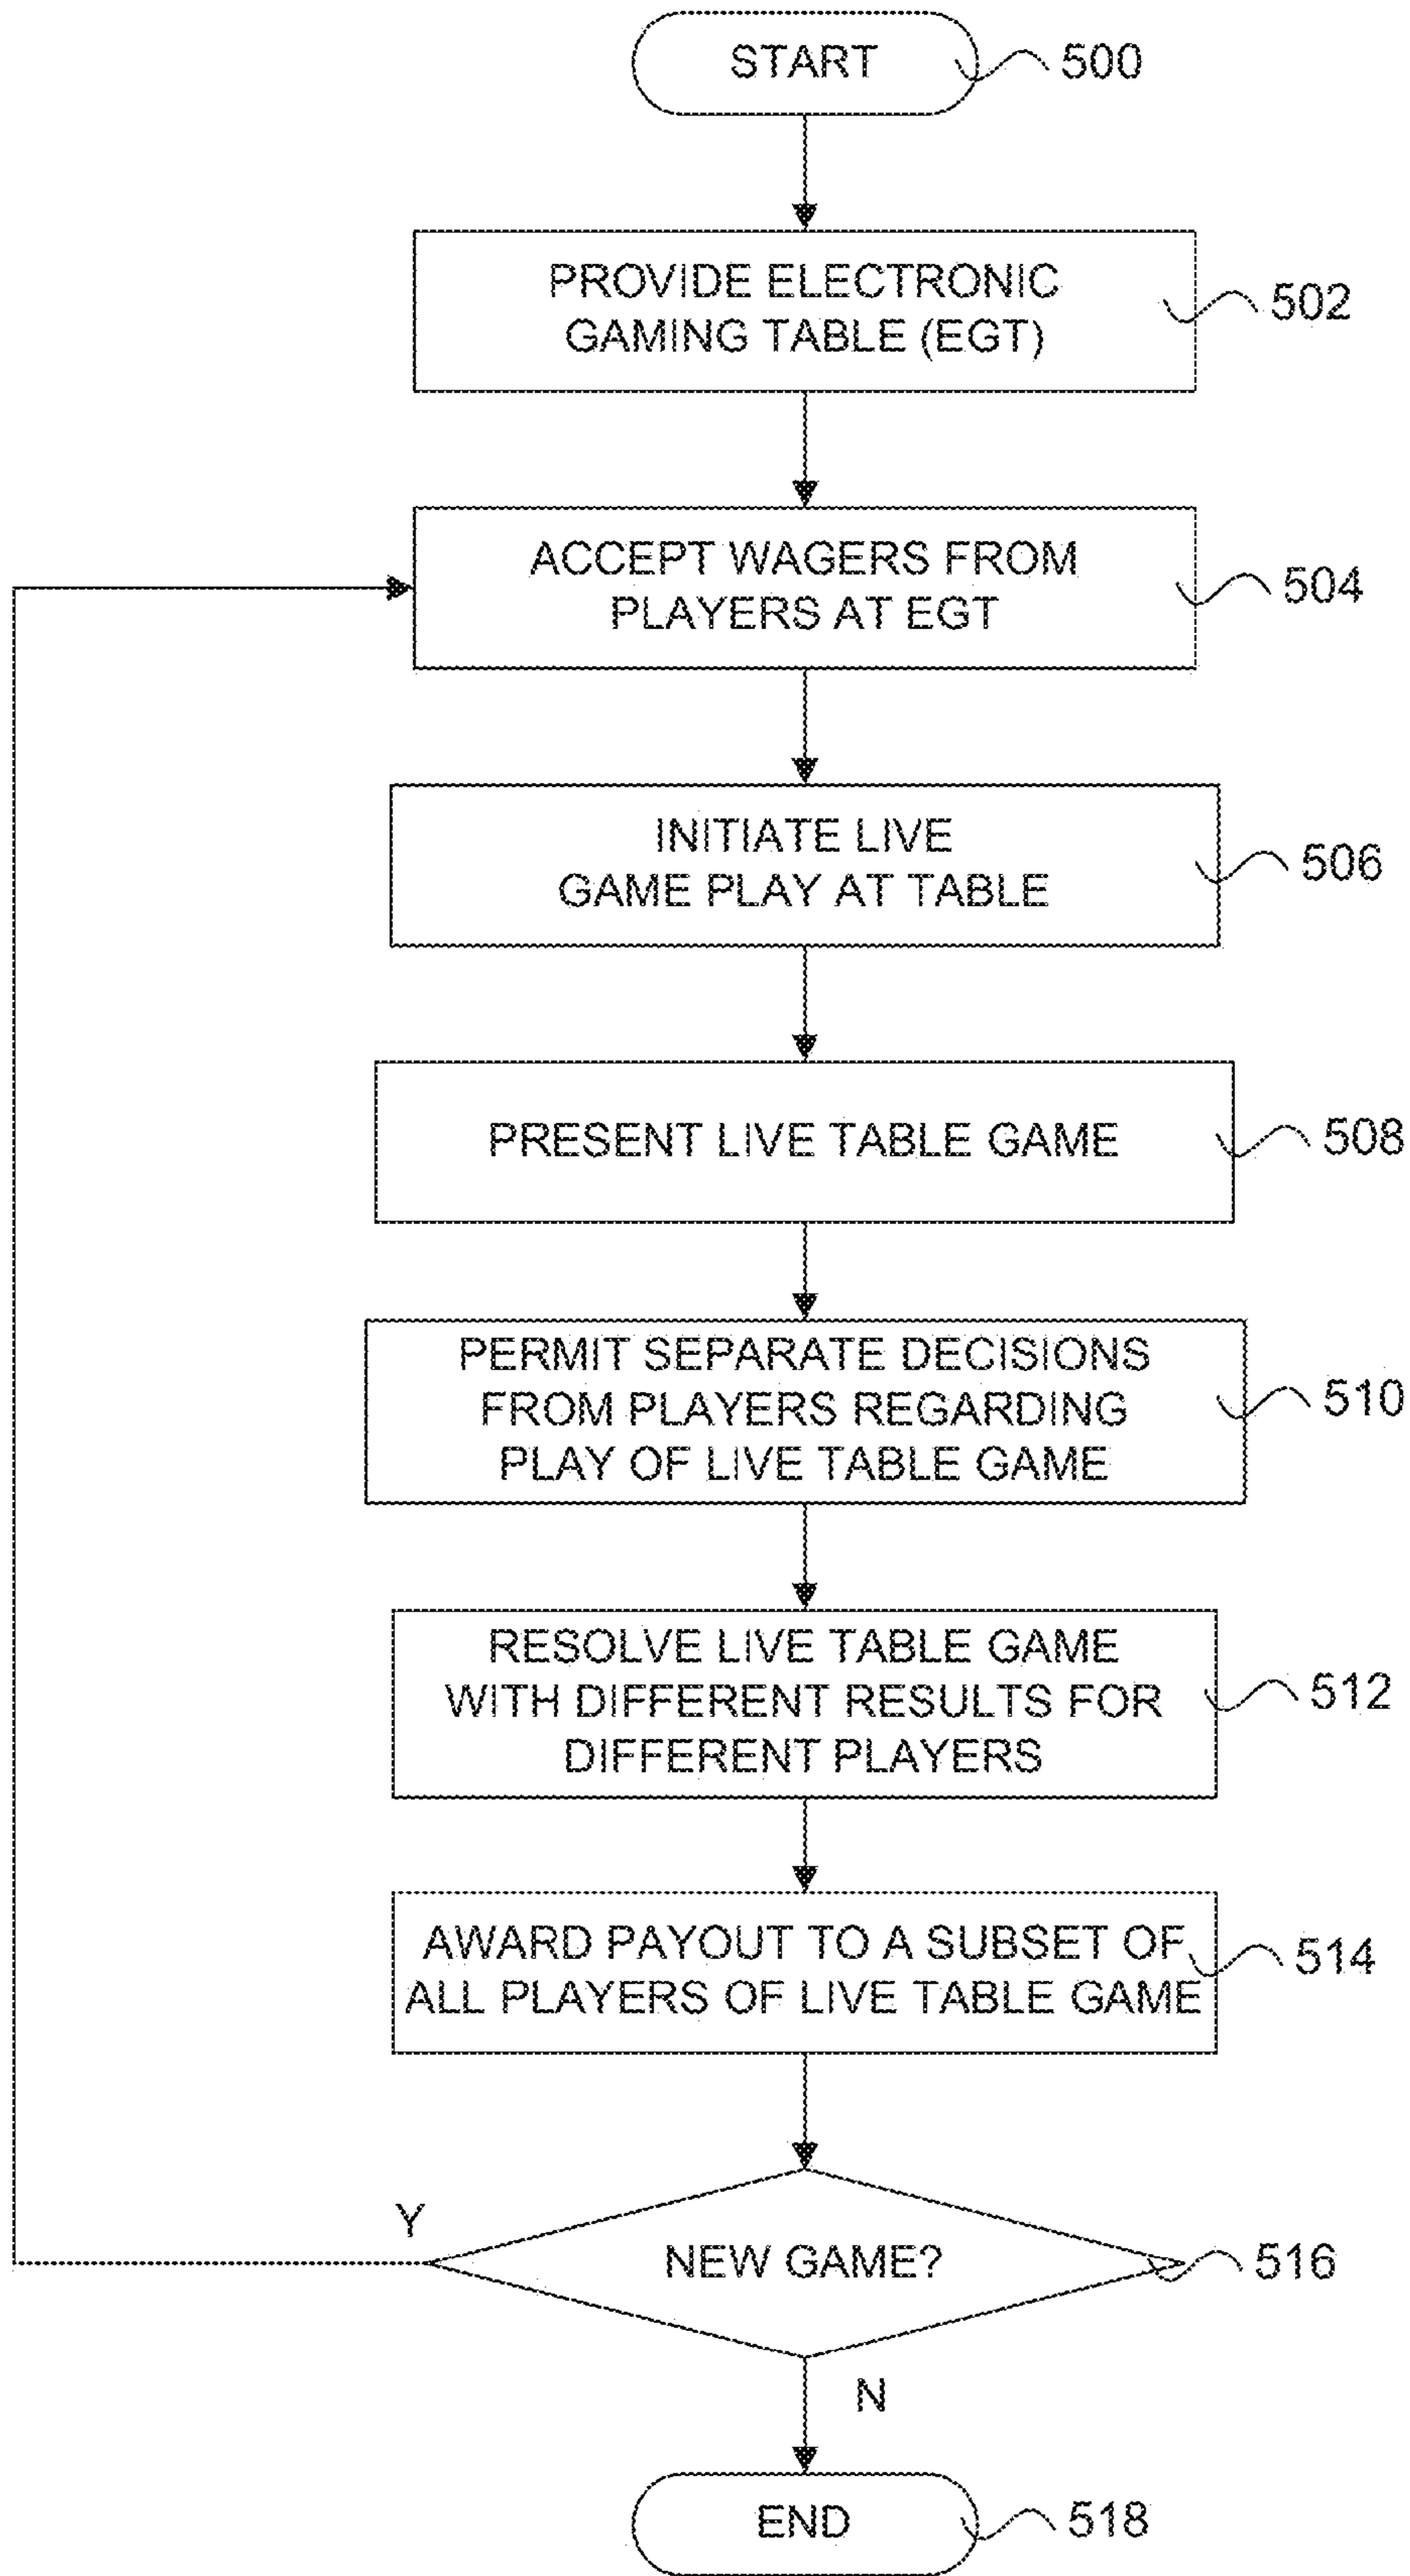 START
500
PROVIDE ELECTRONIC
GAMING TABLE (EGT)
502
ACCEPT WAGERS FROM
PLAYERS AT EGT
504
INITIATE LIVE
GAME PLAY AT TABLE
506
PRESENT LIVE TABLE GAME
508
PERMIT SEPARATE DECISIONS
FROM PLAYERS REGARDING
PLAY OF LIVE TABLE GAME
510
RESOLVE LIVE TABLE GAME
WITH DIFFERENT RESULTS FOR
DIFFERENT PLAYERS
512
AWARD PAYOUT TO A SUBSET OF
ALL PLAYERS OF LIVE TABLE GAME
514
Y
NEW GAME?
516
N
END
518